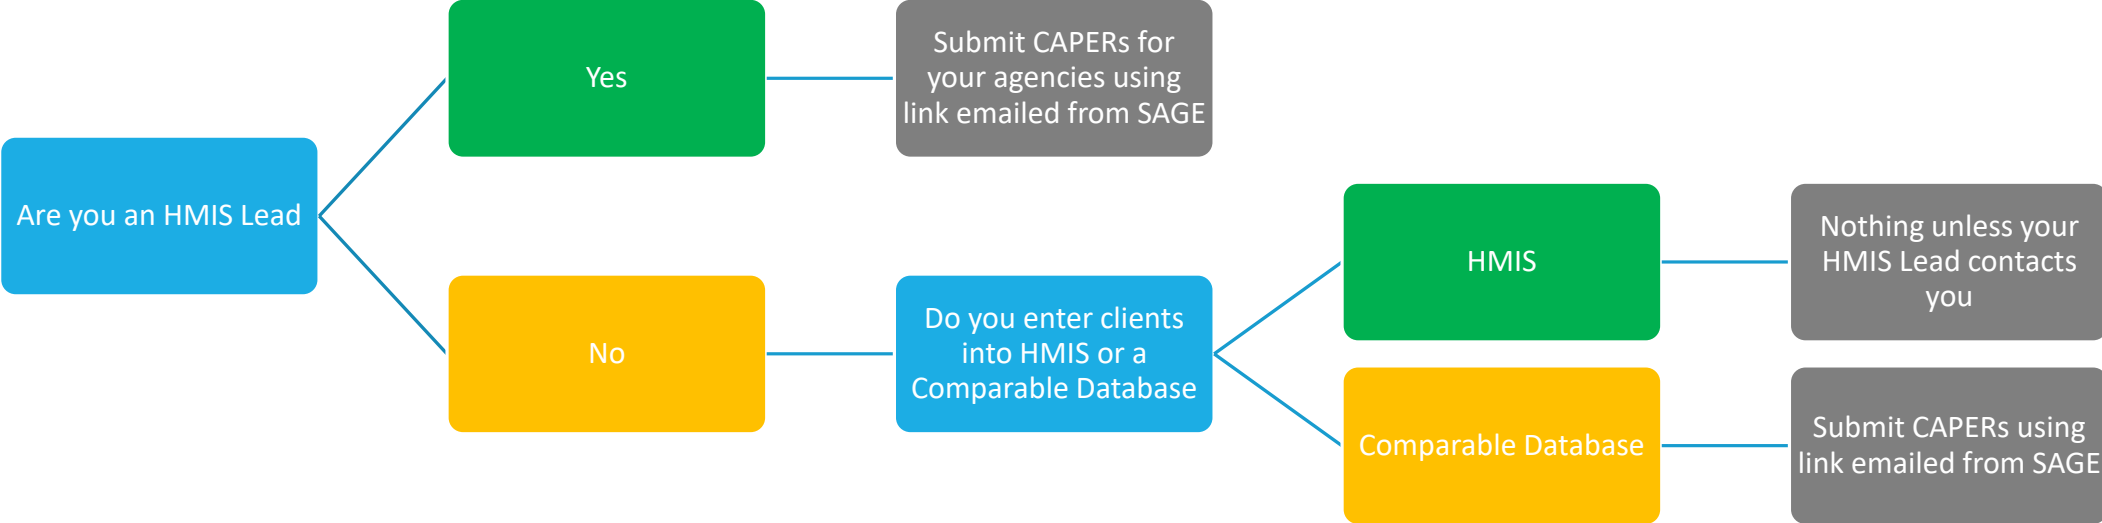 Are you an HMIS Lead
Yes
Submit CAPERs for
your agencies using
link emailed from SAGE
No
Do you enter clients
into HMIS or a
Comparable Database
HMIS
Nothing unless your
HMIS Lead contacts
you
Comparable Database
Submit CAPERs using
link emailed from SAGE